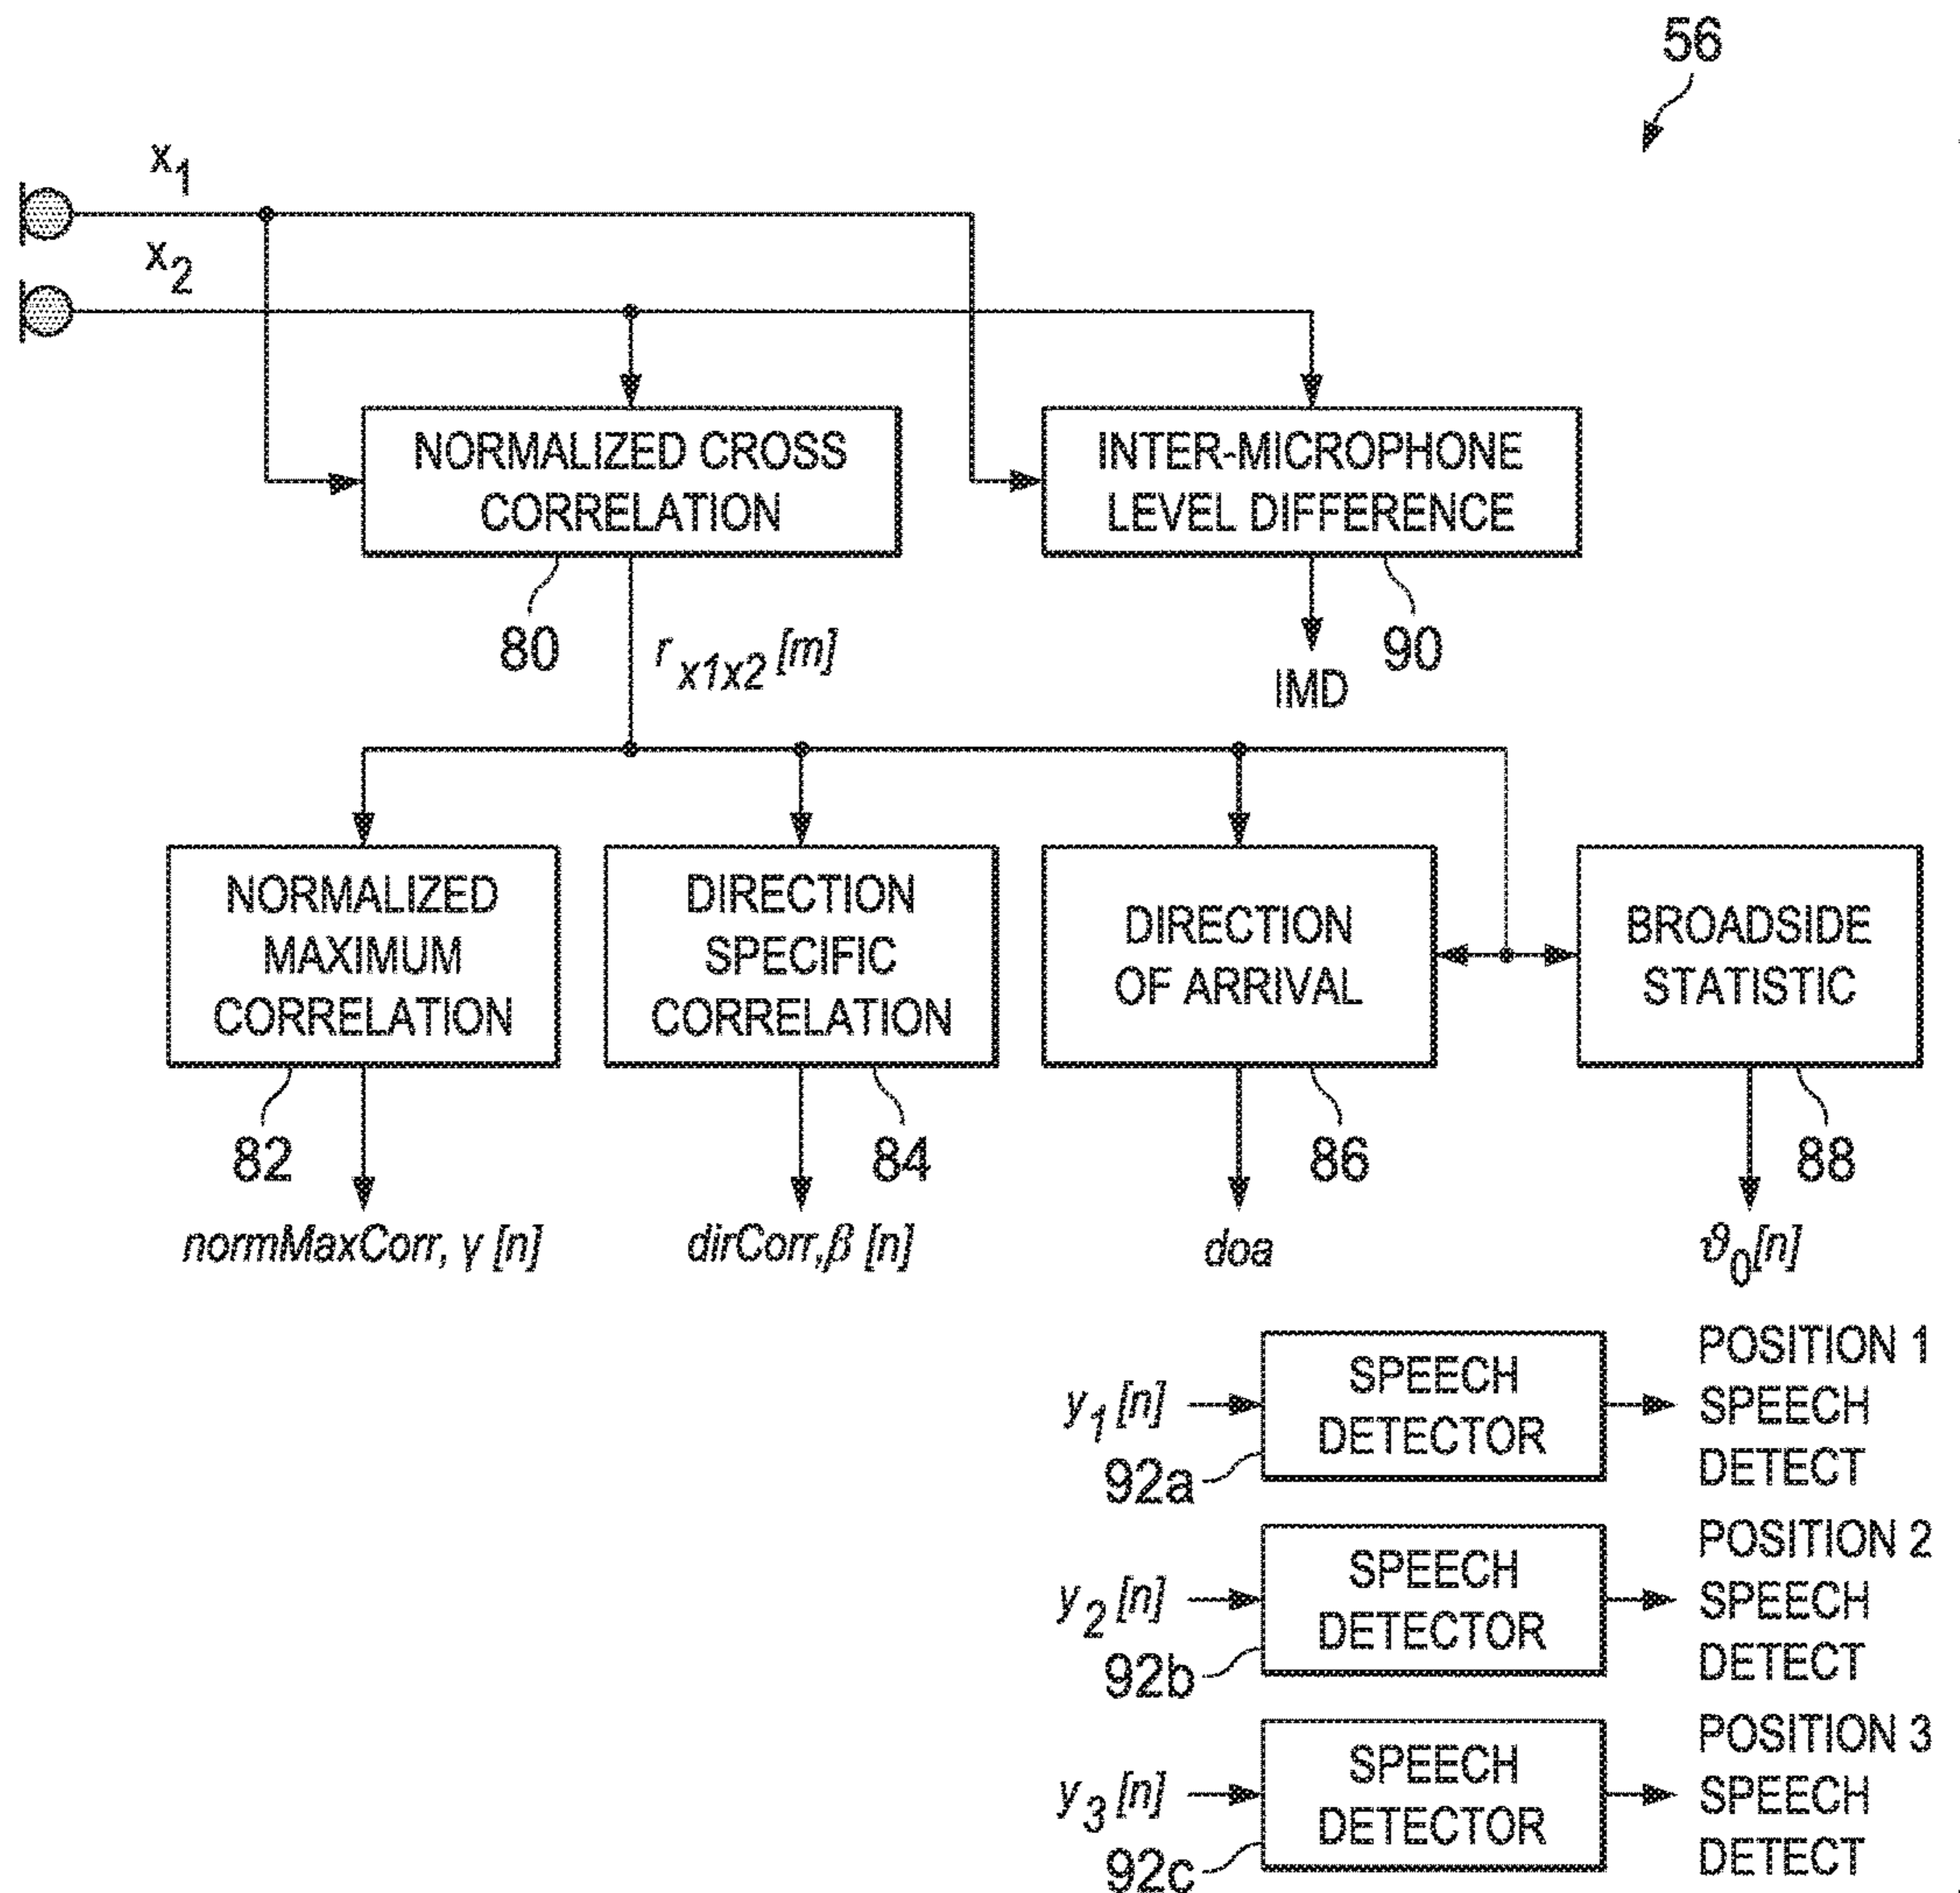 56
x1
x2
NORMALIZED CROSS
CORRELATION
INTER-MICROPHONE
LEVEL DIFFERENCE
80
r x1x2 [m]
90
IMD
NORMALIZED
MAXIMUM
CORRELATION
DIRECTION
SPECIFIC
CORRELATION
DIRECTION
OF ARRIVAL
BROADSIDE
STATISTIC
82
84
86
88
normMaxCorr, γ [n]
dirCorr,β [n]
doa
ϑ0[n]
y1 [n]
SPEECH
DETECTOR
92a
POSITION 1
SPEECH
DETECT
y2 [n]
SPEECH
DETECTOR
92b
POSITION 2
SPEECH
DETECT
y3 [n]
SPEECH
DETECTOR
92c
POSITION 3
SPEECH
DETECT